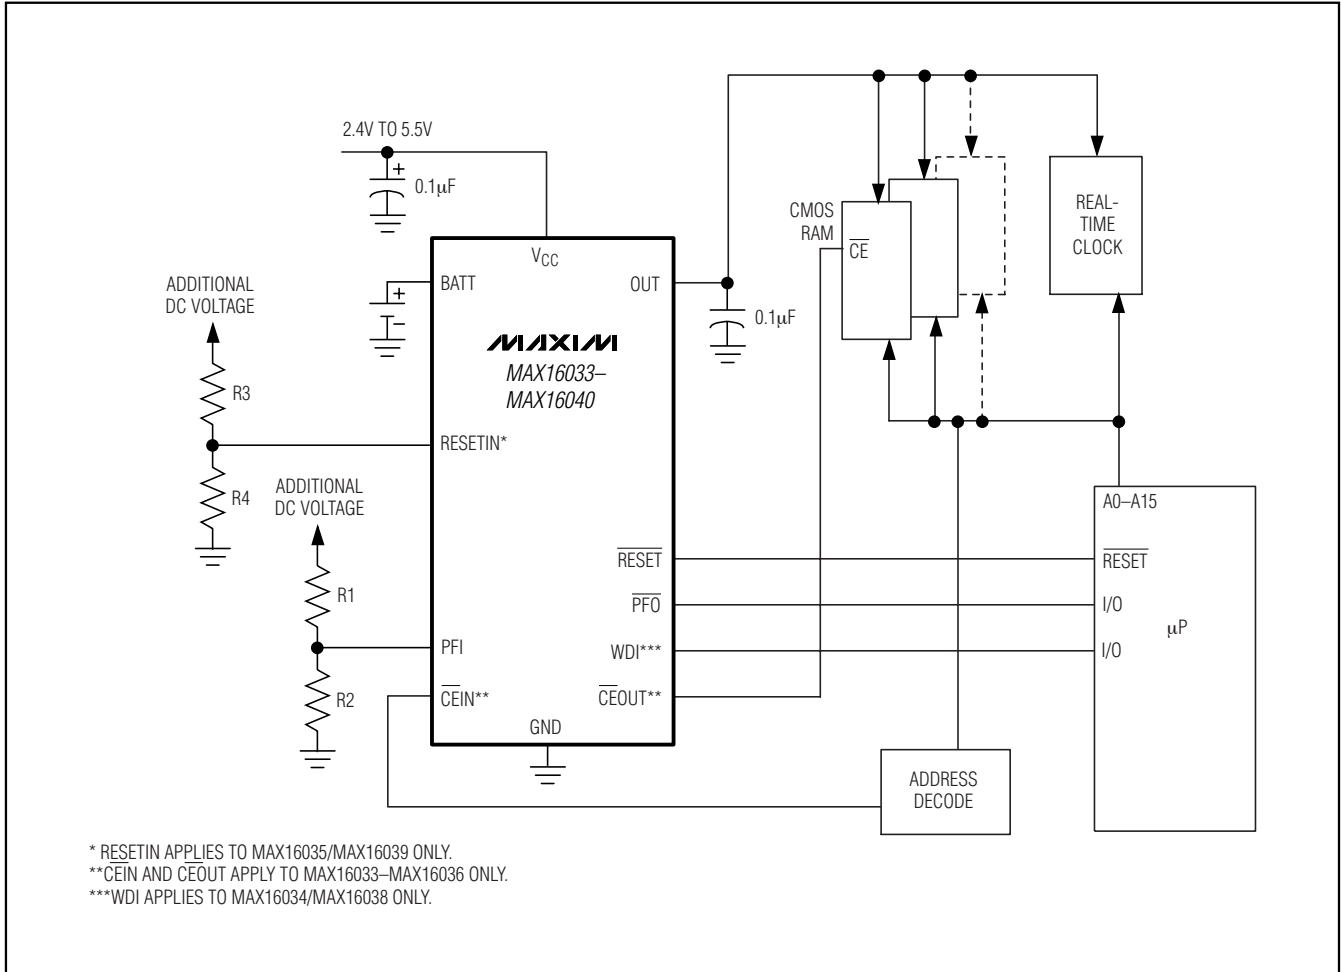 2.4V TO 5.5V
+
0.1μF
ADDITIONAL
DC VOLTAGE
R3
R4
ADDITIONAL
DC VOLTAGE
R1
R2
+
–
VCC
BATT
OUT
MAXIM
MAX16033–
MAX16040
RESETIN*
RESET
PFO
PFI
WDI***
CEIN**
CEOUT**
GND
0.1μF
CMOS
RAM
CE
REAL-
TIME
CLOCK
A0–A15
RESET
I/O
μP
I/O
ADDRESS
DECODE
* RESETIN APPLIES TO MAX16035/MAX16039 ONLY.
**CEIN AND CEOUT APPLY TO MAX16033–MAX16036 ONLY.
***WDI APPLIES TO MAX16034/MAX16038 ONLY.